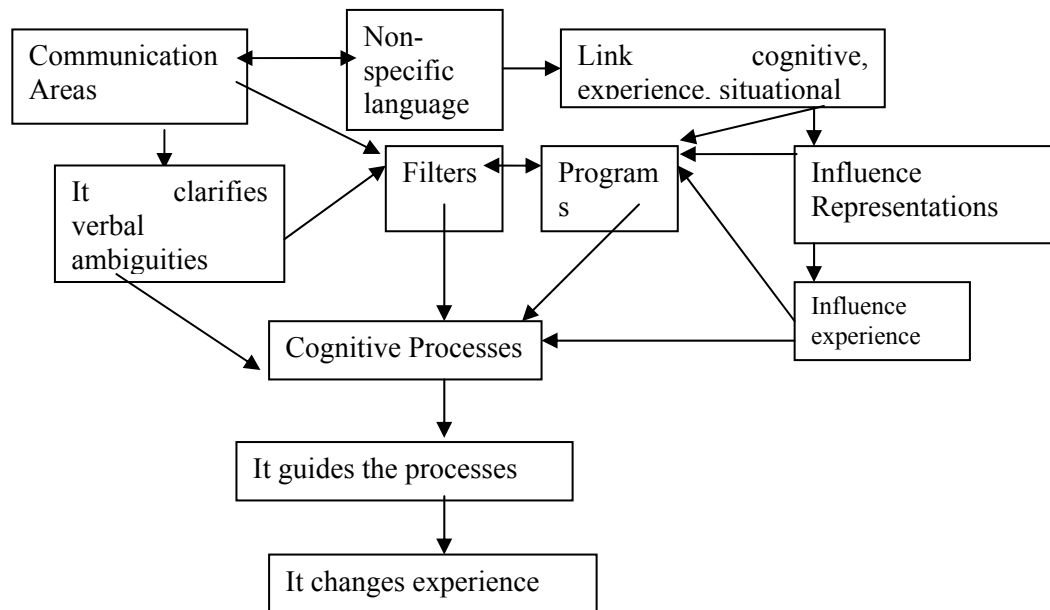 Communication
Areas
Non-
specific
language
Link cognitive,
experience, situational
It clarifies
verbal
ambiguities
Filters
Program
s
Influence
Representations
Influence
experience
Cognitive Processes
It guides the processes
It changes experience